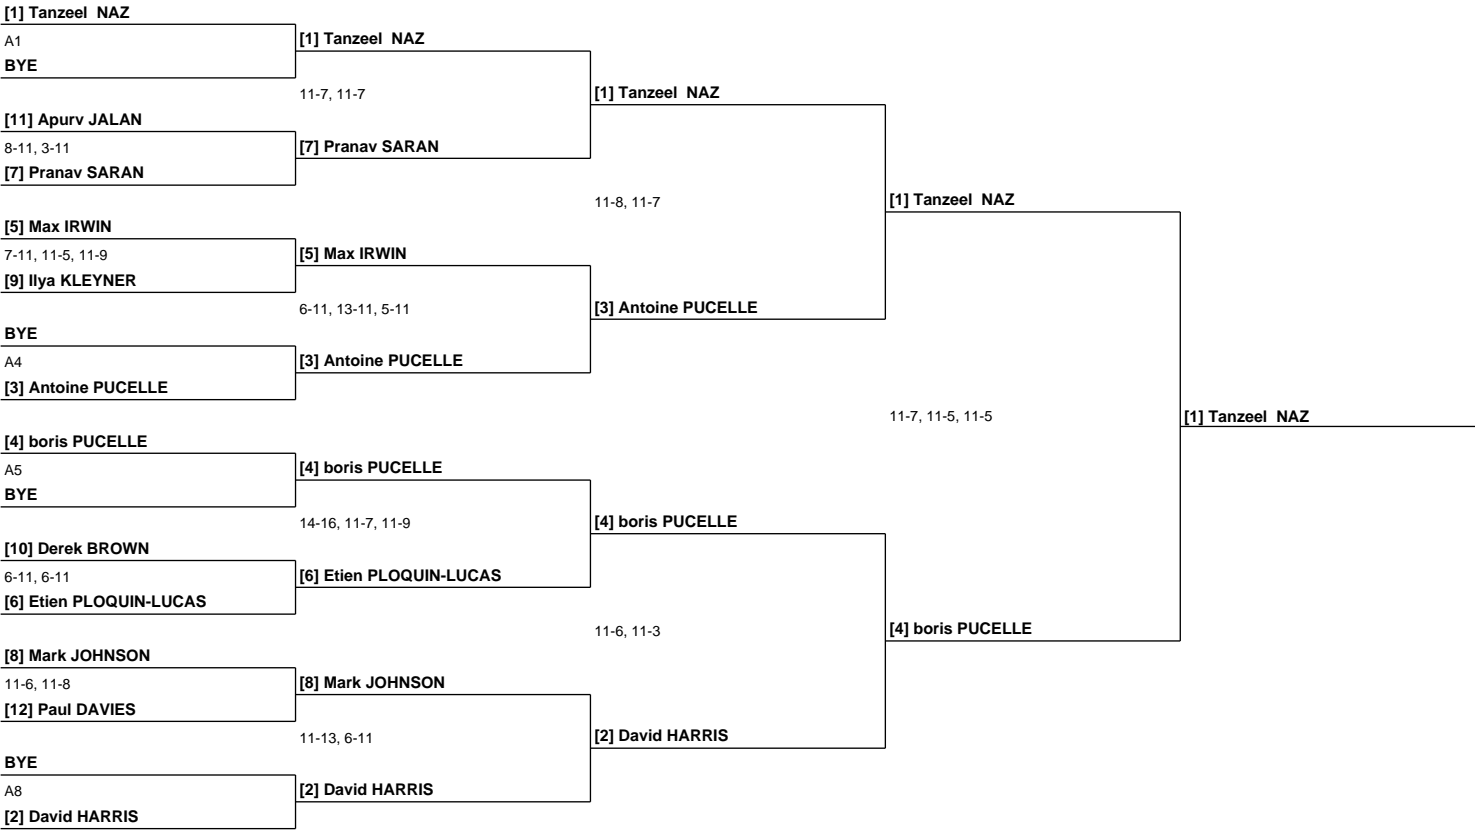 [1] Tanzeel  NAZ
A1
BYE
[11] Apurv JALAN
8-11, 3-11
[7] Pranav SARAN
[5] Max IRWIN
7-11, 11-5, 11-9
[9] Ilya KLEYNER
BYE
A4
[3] Antoine PUCELLE
[4] boris PUCELLE
A5
BYE
[10] Derek BROWN
6-11, 6-11
[6] Etien PLOQUIN-LUCAS
[8] Mark JOHNSON
11-6, 11-8
[12] Paul DAVIES
BYE
A8
[2] David HARRIS
[1] Tanzeel  NAZ
11-7, 11-7
[7] Pranav SARAN
[5] Max IRWIN
6-11, 13-11, 5-11
[3] Antoine PUCELLE
[4] boris PUCELLE
14-16, 11-7, 11-9
[6] Etien PLOQUIN-LUCAS
[8] Mark JOHNSON
11-13, 6-11
[2] David HARRIS
[1] Tanzeel  NAZ
11-8, 11-7
[3] Antoine PUCELLE
[4] boris PUCELLE
11-6, 11-3
[2] David HARRIS
[1] Tanzeel  NAZ
11-7, 11-5, 11-5
[4] boris PUCELLE
[1] Tanzeel  NAZ